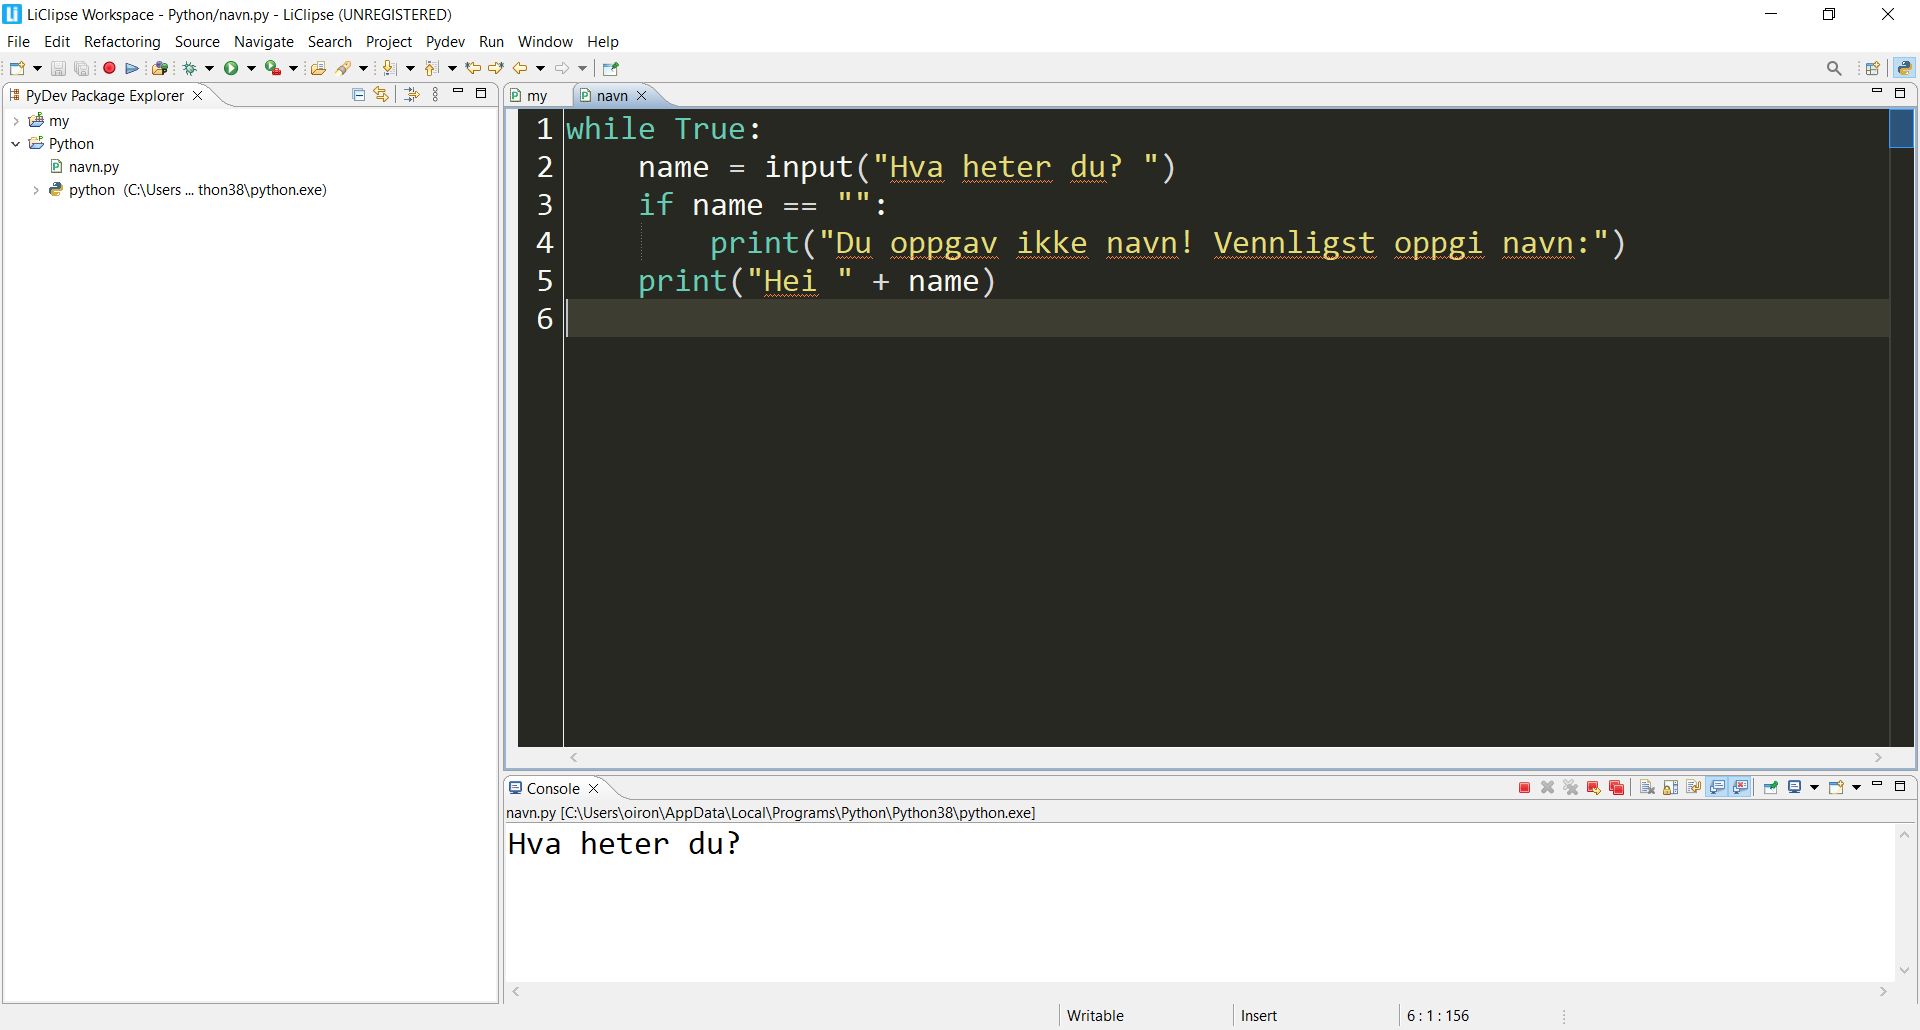 LiClipse Workspace - Python/navn.py - LiClipse (UNREGISTERED)
File Edit Refactoring Source Navigate Search Project Pydev Run Window Help
PyDev Package Explorer
my
Python
navn.py
python (C:\Users ... thon38\python.exe)
my navn
1 while True:
2 name = input("Hva heter du? ")
3 if name == "":
4 print("Du oppgav ikke navn! Vennligst oppgi navn:")
5 print("Hei " + name)
6
Console
navn.py [C:\Users\oiron\AppData\Local\Programs\Python\Python38\python.exe]
Hva heter du?
Writable Insert 6 : 1 : 156